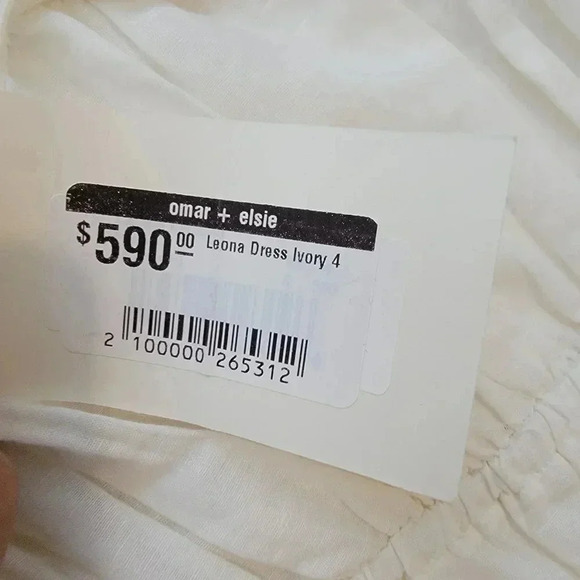 omar + elsie
$590.00 Leona Dress Ivory 4
2 100000 265312